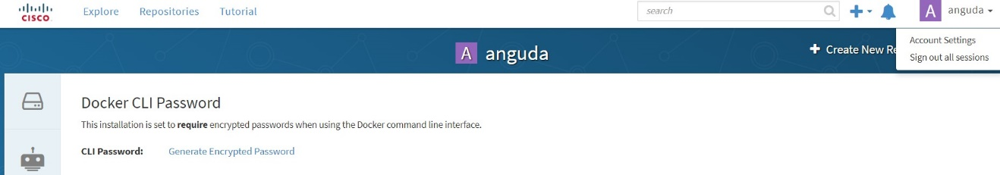 CISCO Explore Repositories Tutorial search A anguda
A anguda
Create New Re
Account Settings
Sign out all sessions
Docker CLI Password
This installation is set to require encrypted passwords when using the Docker command line interface.
CLI Password: Generate Encrypted Password